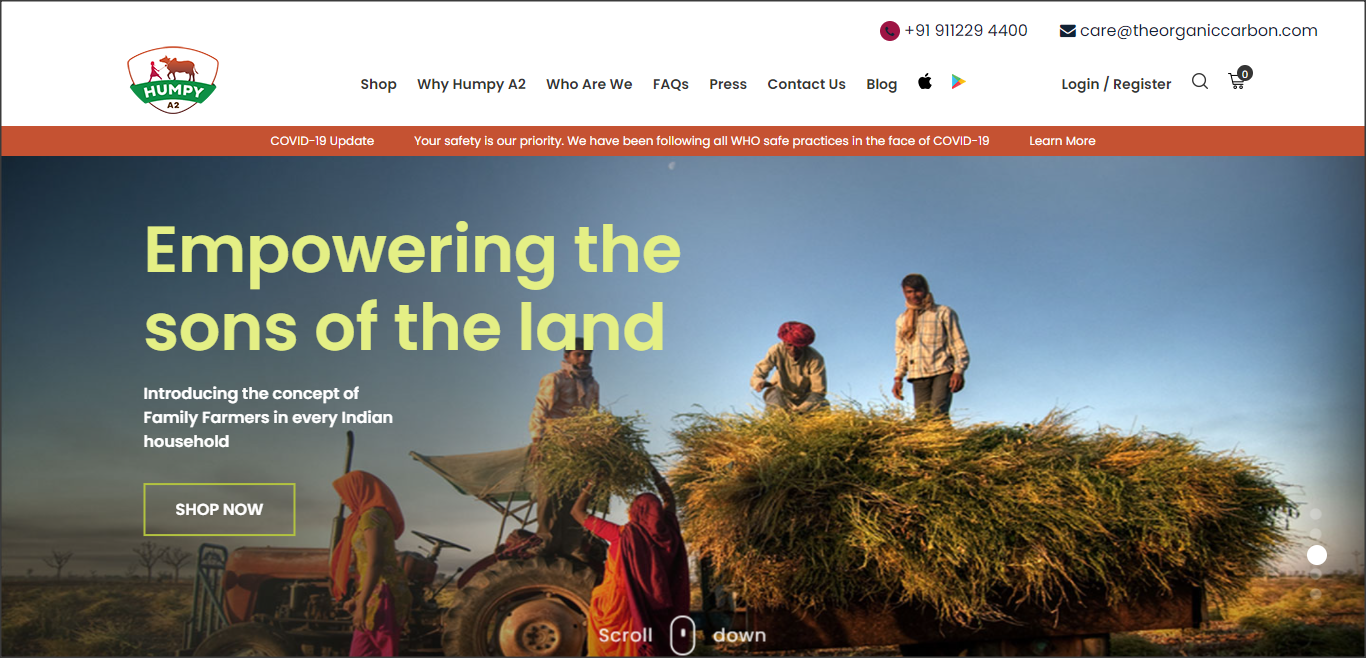 +91 911229 4400
care@theorganiccarbon.com
HUMPY
A2
Shop
Why Humpy A2
Who Are We
FAQs
Press
Contact Us
Blog
Login / Register
0
COVID-19 Update
Your safety is our priority. We have been following all WHO safe practices in the face of COVID-19
Learn More
Empowering the
sons of the land
Introducing the concept of
Family Farmers in every Indian
household
SHOP NOW
Scroll down